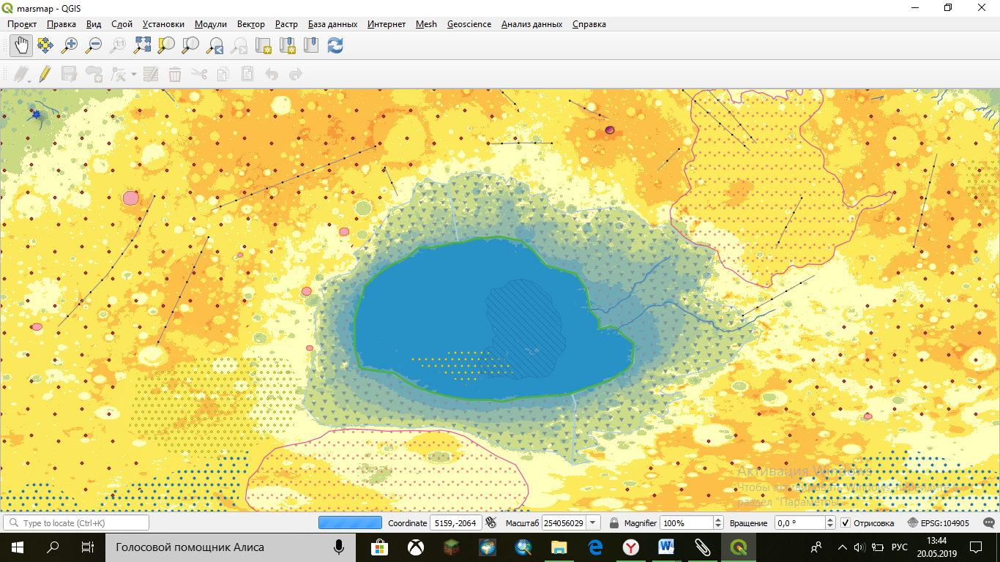 marsmap - QGIS
Проект Правка Вид Слой Установки Модули Вектор Растр База данных Интернет Mesh Geoscience Анализ данных Справка
1:1
Активация Windows
Чтобы активировать Windows, перейдите в
раздел "Параметры".
Type to locate (Ctrl+K) Coordinate 5159,-2064 Масштаб 254056029 Magnifier 100% Вращение 0,0 ° Отрисовка EPSG:104905
Голосовой помощник Алиса РУС 13:44
20.05.2019